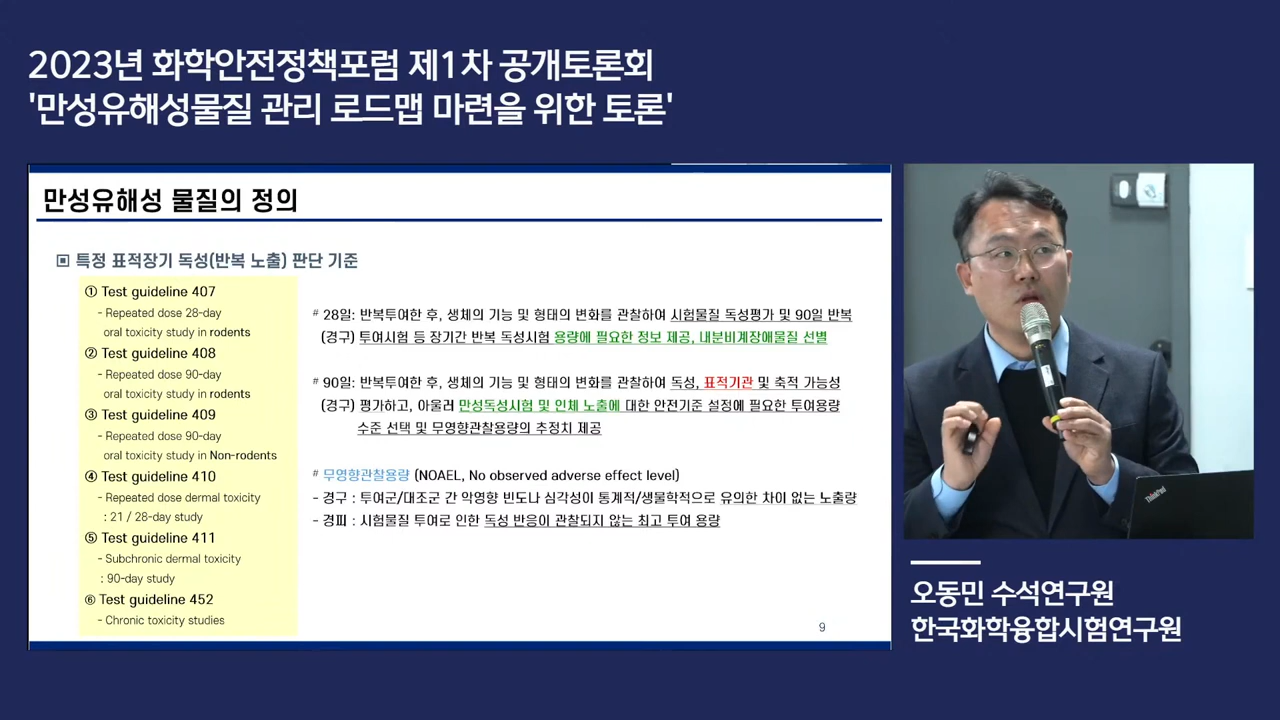 2023년 화학안전정책포럼 제1차 공개토론회
'만성유해성물질 관리 로드맵 마련을 위한 토론'
만성유해성 물질의 정의
▣ 특정 표적장기 독성(반복 노출) 판단 기준
① Test guideline 407
- Repeated dose 28-day
oral toxicity study in rodents
② Test guideline 408
- Repeated dose 90-day
oral toxicity study in rodents
③ Test guideline 409
- Repeated dose 90-day
oral toxicity study in Non-rodents
④ Test guideline 410
- Repeated dose dermal toxicity
: 21 / 28-day study
⑤ Test guideline 411
- Subchronic dermal toxicity
: 90-day study
⑥ Test guideline 452
- Chronic toxicity studies
# 28일: 반복투여한 후, 생체의 기능 및 형태의 변화를 관찰하여 시험물질 독성평가 및 90일 반복
(경구) 투여시험 등 장기간 반복 독성시험 용량에 필요한 정보 제공, 내분비계장애물질 선별
# 90일: 반복투여한 후, 생체의 기능 및 형태의 변화를 관찰하여 독성, 표적기관 및 축적 가능성
(경구) 평가하고, 아울러 만성독성시험 및 인체 노출에 대한 안전기준 설정에 필요한 투여용량
수준 선택 및 무영향관찰용량의 추정치 제공
# 무영향관찰용량 (NOAEL, No observed adverse effect level)
- 경구 : 투여군/대조군 간 악영향 빈도나 심각성이 통계적/생물학적으로 유의한 차이 없는 노출량
- 경피 : 시험물질 투여로 인한 독성 반응이 관찰되지 않는 최고 투여 용량
9
ThinkPad
오동민 수석연구원
한국화학융합시험연구원